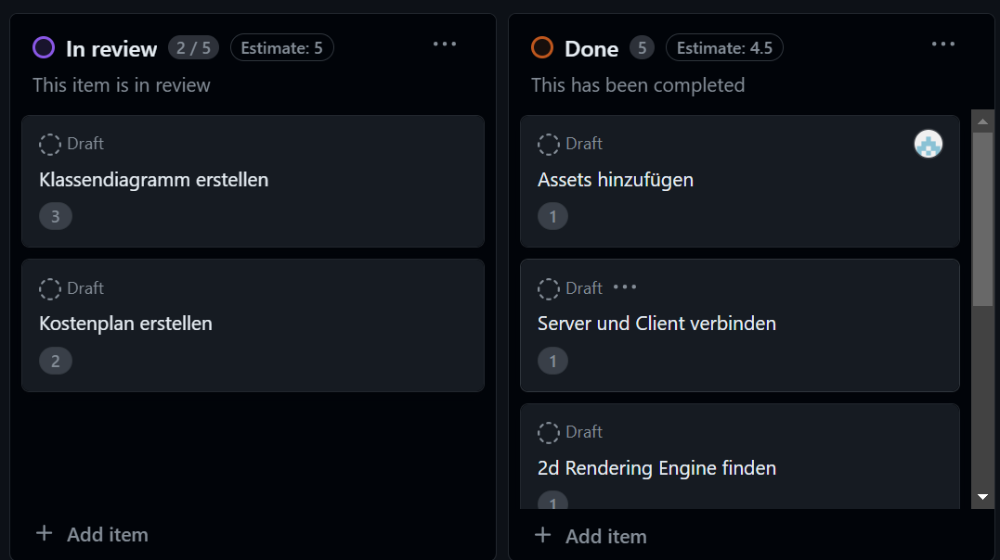 In review 2 / 5 Estimate: 5
This item is in review
Draft
Klassendiagramm erstellen
3
Draft
Kostenplan erstellen
2
+ Add item
Done 5 Estimate: 4.5
This has been completed
Draft
Assets hinzufügen
1
Draft
Server und Client verbinden
1
Draft
2d Rendering Engine finden
1
+ Add item